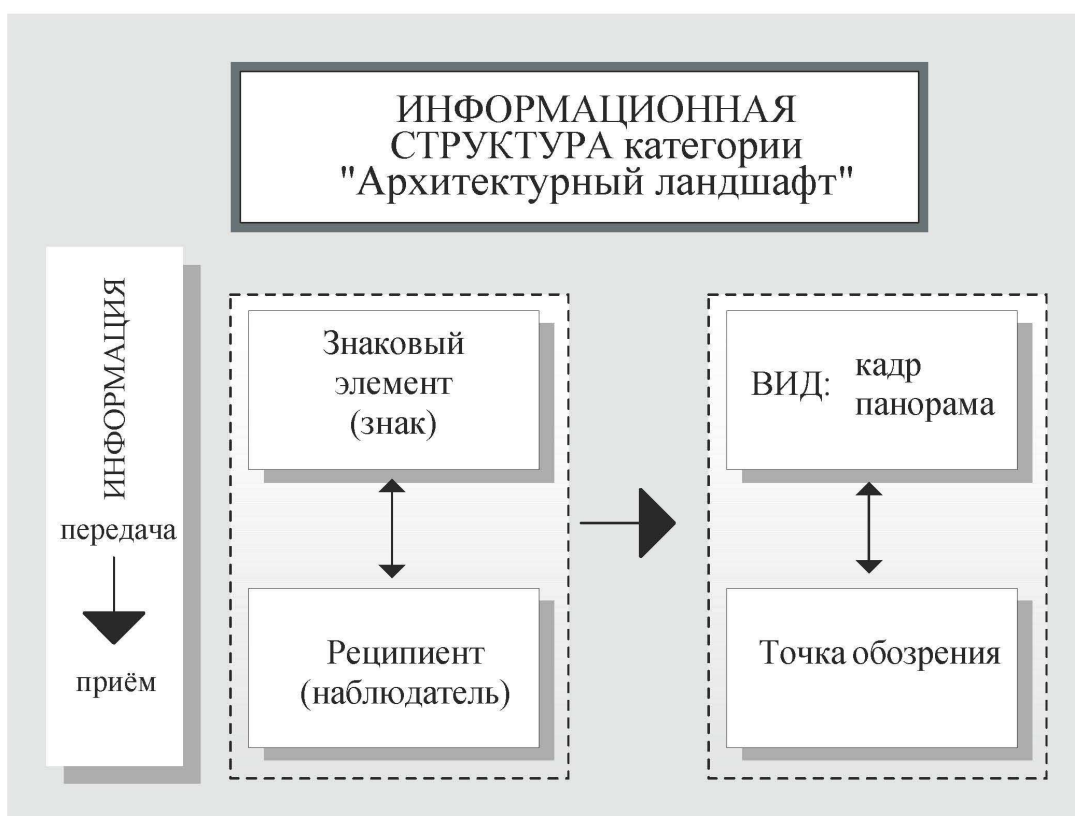 ИНФОРМАЦИОННАЯ
СТРУКТУРА категории
"Архитектурный ландшафт"
ИНФОРМАЦИЯ
передача
приём
Знаковый
элемент
(знак)
Реципиент
(наблюдатель)
ВИД: кадр
панорама
Точка обозрения